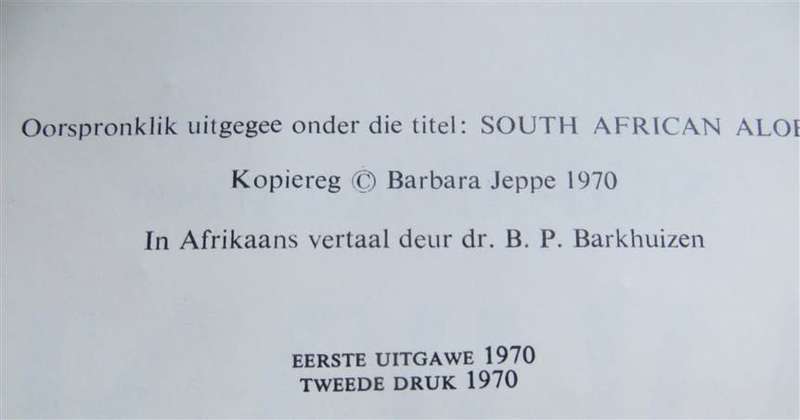 Oorspronklik uitgegee onder die titel: SOUTH AFRICAN
Kopiereg © Barbara Jeppe 1970
In Afrikaans vertaal deur dr. B. P. Barkhuizen
EERSTE UITGAWE 1970
TWEEDE DRUK 1970